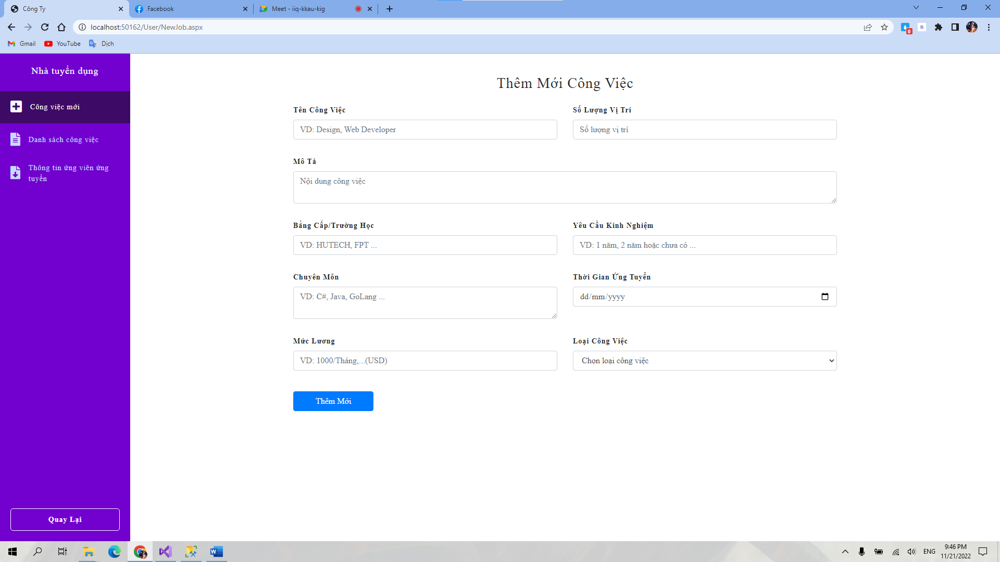 Công Ty
Facebook
Meet - iiq-kkau-kig
localhost:50162/User/NewJob.aspx
0
B
Gmail
YouTube
Dịch
Nhà tuyển dụng
Công việc mới
Danh sách công việc
Thông tin ứng viên ứng
tuyển
Thêm Mới Công Việc
Tên Công Việc
Số Lượng Vị Trí
VD: Design, Web Developer
Số lượng vị trí
Mô Tả
Nội dung công việc
Bằng Cấp/Trường Học
Yêu Cầu Kinh Nghiệm
VD: HUTECH, FPT ...
VD: 1 năm, 2 năm hoặc chưa có ...
Chuyên Môn
Thời Gian Ứng Tuyển
VD: C#, Java, GoLang ...
dd/mm/yyyy
Mức Lương
Loại Công Việc
VD: 1000/Tháng,...(USD)
Chọn loại công việc
Thêm Mới
Quay Lại
ENG
9:46 PM
11/21/2022